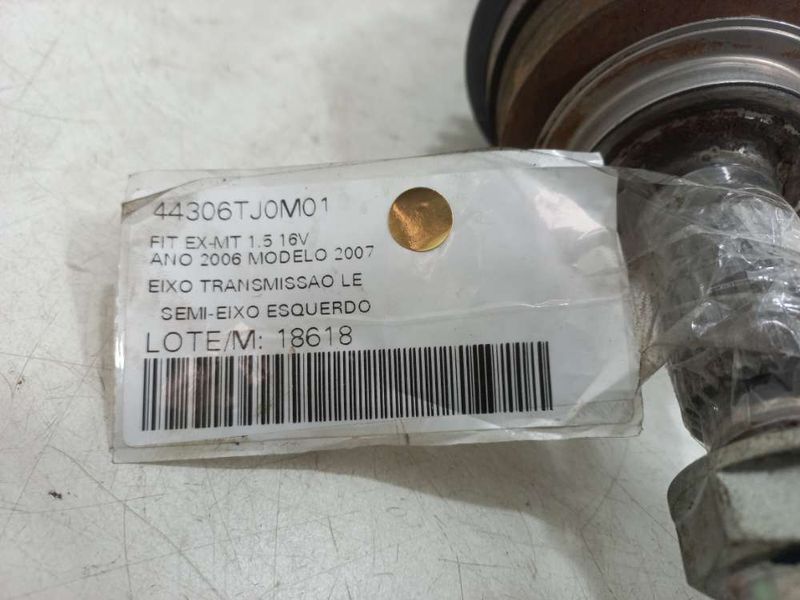 44306TJ0M01
FIT EX-MT 1.5 16V
ANO 2006 MODELO 2007
EIXO TRANSMISSAO LE
SEMI-EIXO ESQUERDO
LOTE/M: 18618